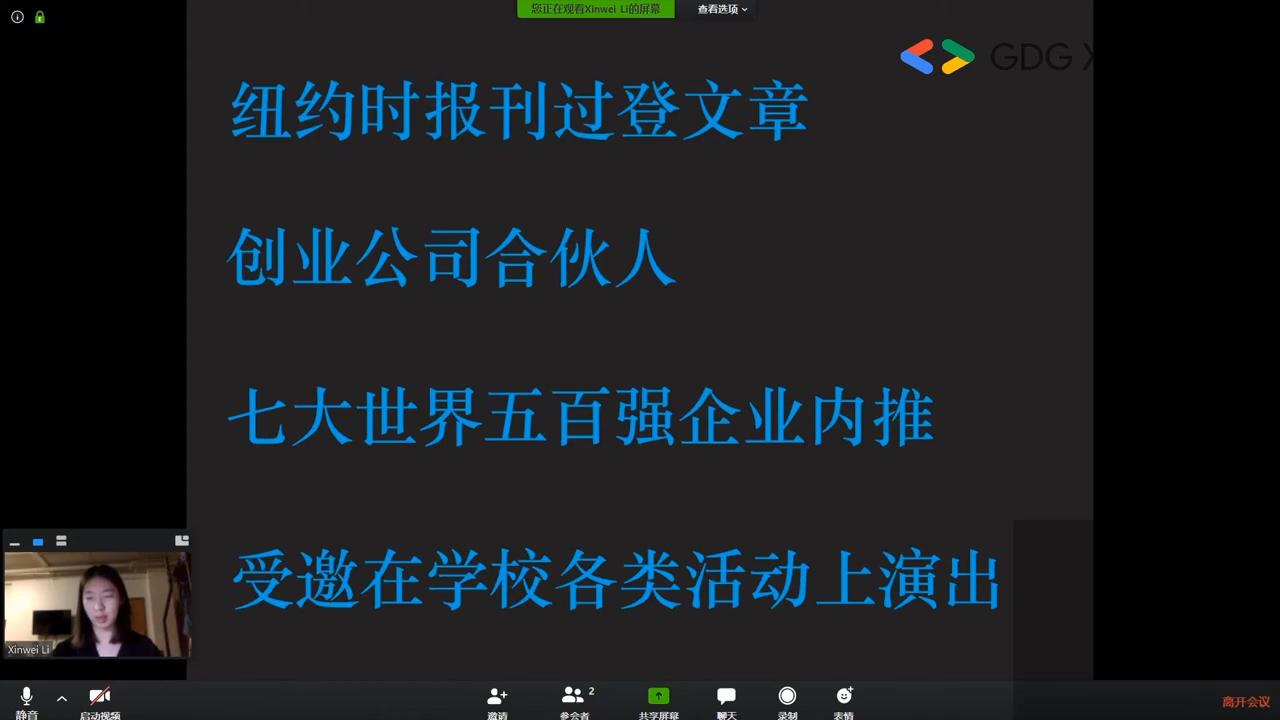 您正在观看Xinwei Li的屏幕
查看选项
GDG
纽约时报刊过登文章
创业公司合伙人
七大世界五百强企业内推
受邀在学校各类活动上演出
Xinwei Li
静音
启动视频
邀请
2
参会者
共享屏幕
聊天
录制
表情
离开会议